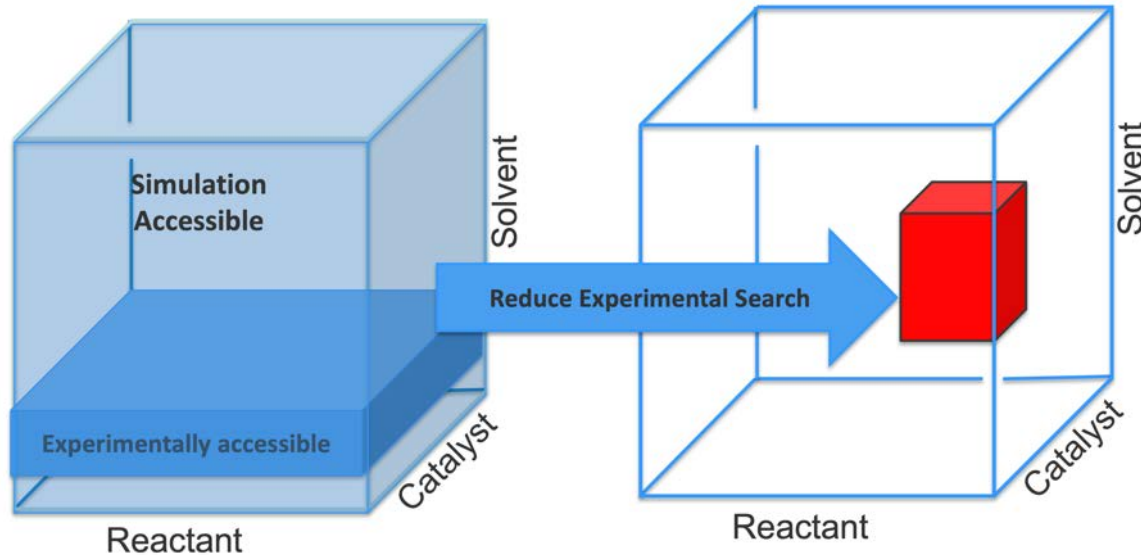 Simulation
Accessible
Solvent
Experimentally accessible
Catalyst
Reactant
Reduce Experimental Search
Solvent
Catalyst
Reactant